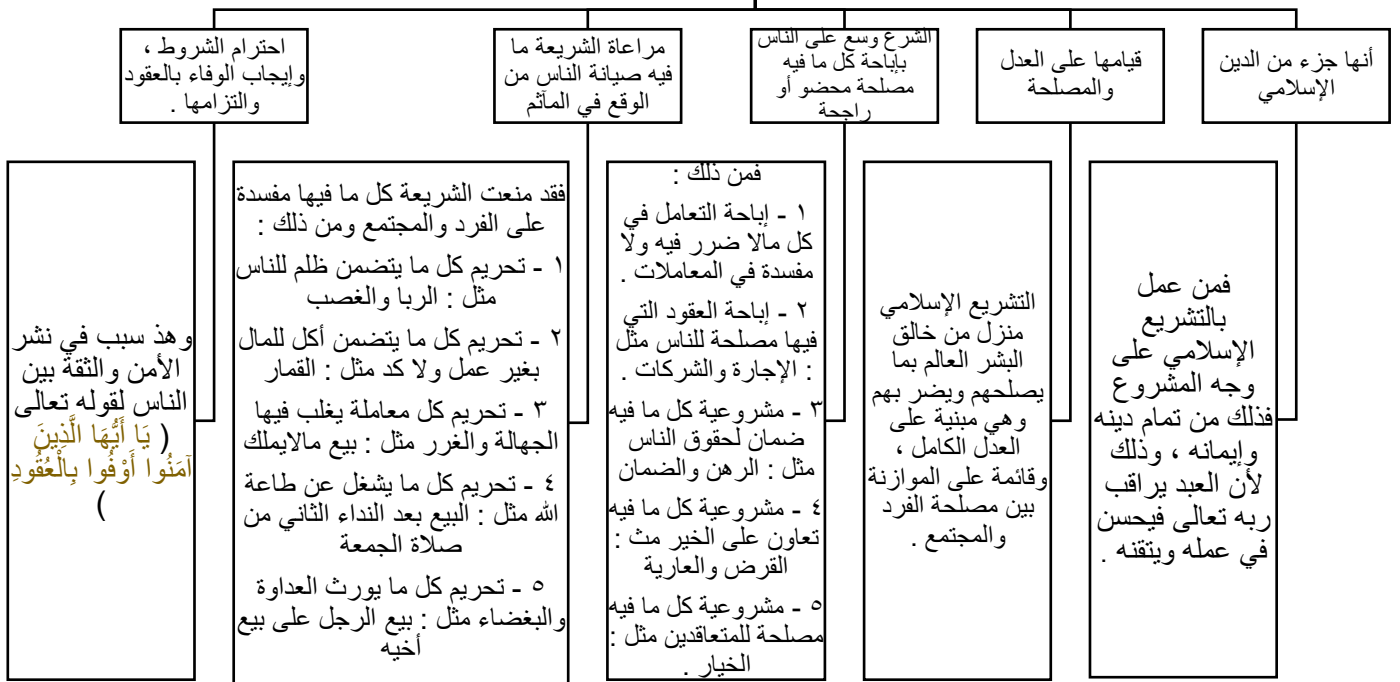 أنها جزء من الدين
الإسلامي
قيامها على العدل
والمصلحة
الشرع وسع على الناس
بإباحة كل ما فيه
مصلحة محضو أو
راجحة
مراعاة الشريعة ما
فيه صيانة الناس من
الوقع في المآثم
احترام الشروط ،
وإيجاب الوفاء بالعقود
والتزامها .
فمن عمل
بالتشريع
الإسلامي على
وجه المشروع
فذلك من تمام دينه
وإيمانه ، وذلك
لأن العبد يراقب
ربه تعالى فيحسن
في عمله ويتقنه .
التشريع الإسلامي
منزل من خالق
البشر العالم بما
يصلحهم ويضر بهم
وهي مبنية على
العدل الكامل ،
وقائمة على الموازنة
بين مصلحة الفرد
والمجتمع .
فمن ذلك :
١ - إباحة التعامل في
كل مالا ضرر فيه ولا
مفسدة في المعاملات .
٢ - إباحة العقود التي
فيها مصلحة للناس مثل
: الإجارة والشركات .
٣ - مشروعية كل ما فيه
ضمان لحقوق الناس
مثل : الرهن والضمان
٤ - مشروعية كل ما فيه
تعاون على الخير مث :
القرض والعارية
٥ - مشروعية كل ما فيه
مصلحة للمتعاقدين مثل :
الخيار .
فقد منعت الشريعة كل ما فيها مفسدة
على الفرد والمجتمع ومن ذلك :
١ - تحريم كل ما يتضمن ظلم للناس
مثل : الربا والغصب
٢ - تحريم كل ما يتضمن أكل للمال
بغير عمل ولا كد مثل : القمار
٣ - تحريم كل معاملة يغلب فيها
الجهالة والغرر مثل : بيع مالايملك
٤ - تحريم كل ما يشغل عن طاعة
الله مثل : البيع بعد النداء الثاني من
صلاة الجمعة
٥ - تحريم كل ما يورث العداوة
والبغضاء مثل : بيع الرجل على بيع
أخيه
وهذ سبب في نشر
الأمن والثقة بين
الناس لقوله تعالى
( يَا أَيُّهَا الَّذِينَ
آمَنُوا أَوْفُوا بِالْعُقُودِ
)